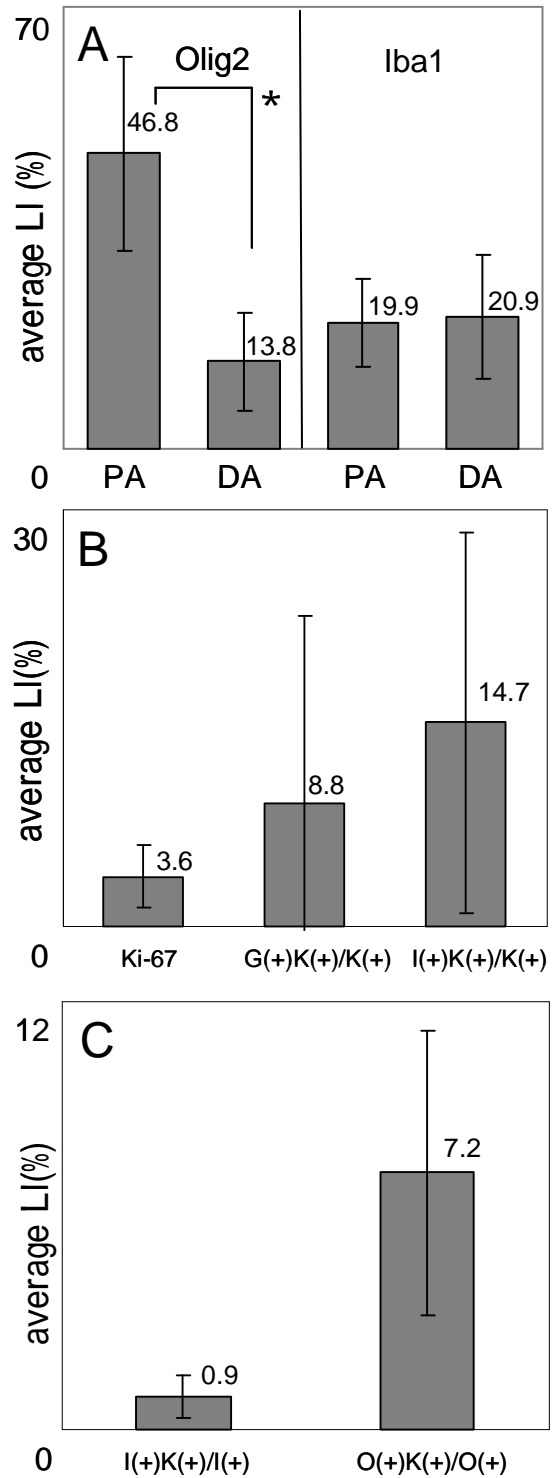 70
A
Olig2
Iba1
*
46.8
13.8
19.9
20.9
average LI (%)
0
PA DA PA DA
30
B
14.7
8.8
3.6
average LI(%)
0
Ki-67 G(+)K(+)/K(+) I(+)K(+)/K(+)
12
C
7.2
0.9
average LI(%)
0
I(+)K(+)/I(+) O(+)K(+)/O(+)